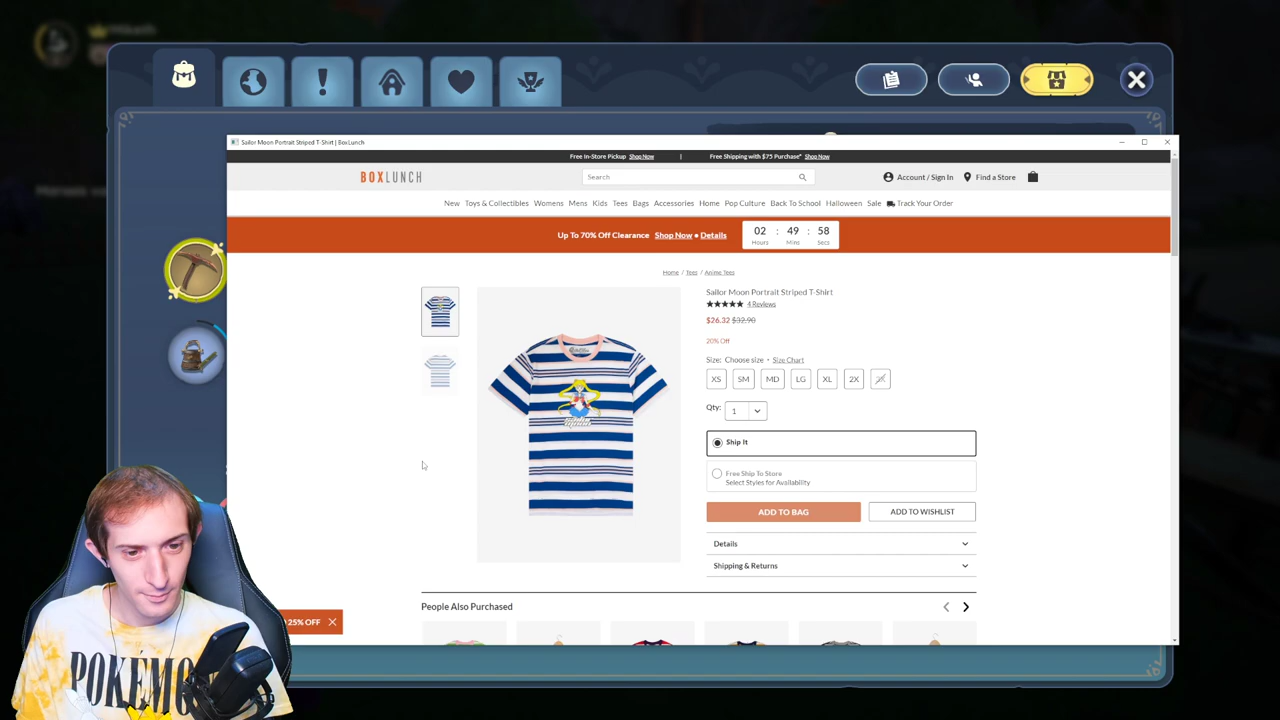 Sailor Moon Portrait Striped T-Shirt | BoxLunch
Free In-Store Pickup Shop Now | Free Shipping with $75 Purchase* Shop Now
BOXLUNCH
Search
Account / Sign In
Find a Store
New Toys & Collectibles Womens Mens Kids Tees Bags Accessories Home Pop Culture Back To School Halloween Sale Track Your Order
Up To 70% Off Clearance Shop Now • Details
02 : 49 : 58
Hours Mins Secs
Home / Tees / Anime Tees
Sailor Moon Portrait Striped T-Shirt
4 Reviews
$26.32 $32.90
20% Off
Size: Choose size • Size Chart
XS SM MD LG XL 2X
Qty: 1
Ship It
Free Ship To Store
Select Styles for Availability
ADD TO BAG
ADD TO WISHLIST
Details
Shipping & Returns
People Also Purchased
25% OFF
POKÉMO